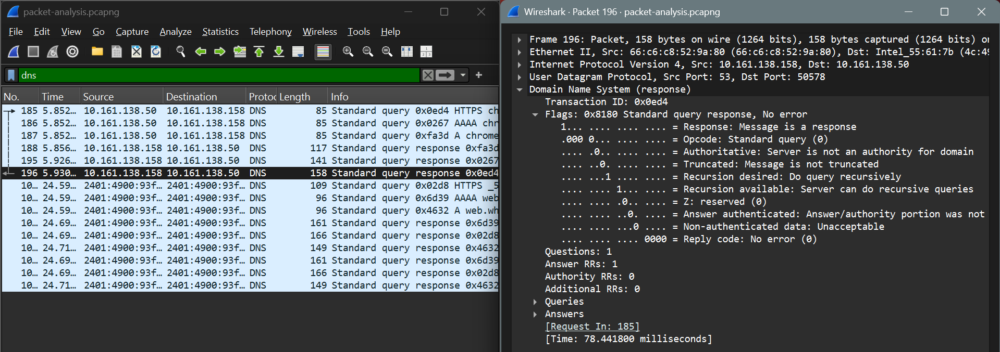 packet-analysis.pcapng
File Edit View Go Capture Analyze Statistics Telephony Wireless Tools Help
dns
No. Time Source Destination Protoc Length Info
185 5.852… 10.161.138.50 10.161.138.158 DNS 85 Standard query 0x0ed4 HTTPS ch
186 5.852… 10.161.138.50 10.161.138.158 DNS 85 Standard query 0x0267 AAAA chr
187 5.852… 10.161.138.50 10.161.138.158 DNS 85 Standard query 0xfa3d A chrome
188 5.856… 10.161.138.158 10.161.138.50 DNS 117 Standard query response 0xfa3d
195 5.926… 10.161.138.158 10.161.138.50 DNS 141 Standard query response 0x0267
196 5.930… 10.161.138.158 10.161.138.50 DNS 158 Standard query response 0x0ed4
10… 24.59… 2401:4900:93f… 2401:4900:93f… DNS 109 Standard query 0x02d8 HTTPS _5
10… 24.59… 2401:4900:93f… 2401:4900:93f… DNS 96 Standard query 0x6d39 AAAA web
10… 24.59… 2401:4900:93f… 2401:4900:93f… DNS 96 Standard query 0x4632 A web.wh
10… 24.69… 2401:4900:93f… 2401:4900:93f… DNS 161 Standard query response 0x6d39
10… 24.69… 2401:4900:93f… 2401:4900:93f… DNS 166 Standard query response 0x02d8
10… 24.71… 2401:4900:93f… 2401:4900:93f… DNS 149 Standard query response 0x4632
10… 24.69… 2401:4900:93f… 2401:4900:93f… DNS 161 Standard query response 0x6d39
10… 24.69… 2401:4900:93f… 2401:4900:93f… DNS 166 Standard query response 0x02d8
10… 24.71… 2401:4900:93f… 2401:4900:93f… DNS 149 Standard query response 0x4632
Wireshark · Packet 196 · packet-analysis.pcapng
Frame 196: Packet, 158 bytes on wire (1264 bits), 158 bytes captured (1264 bits) on
Ethernet II, Src: 66:c6:c8:52:9a:80 (66:c6:c8:52:9a:80), Dst: Intel_55:61:7b (4c:49
Internet Protocol Version 4, Src: 10.161.138.158, Dst: 10.161.138.50
User Datagram Protocol, Src Port: 53, Dst Port: 50578
Domain Name System (response)
Transaction ID: 0x0ed4
Flags: 0x8180 Standard query response, No error
1... .... .... .... = Response: Message is a response
.000 0... .... .... = Opcode: Standard query (0)
.... .0.. .... .... = Authoritative: Server is not an authority for domain
.... ..0. .... .... = Truncated: Message is not truncated
.... ...1 .... .... = Recursion desired: Do query recursively
.... .... 1... .... = Recursion available: Server can do recursive queries
.... .... .0.. .... = Z: reserved (0)
.... .... ..0. .... = Answer authenticated: Answer/authority portion was not
.... .... ...0 .... = Non-authenticated data: Unacceptable
.... .... .... 0000 = Reply code: No error (0)
Questions: 1
Answer RRs: 1
Authority RRs: 0
Additional RRs: 0
Queries
Answers
[Request In: 185]
[Time: 78.441800 milliseconds]